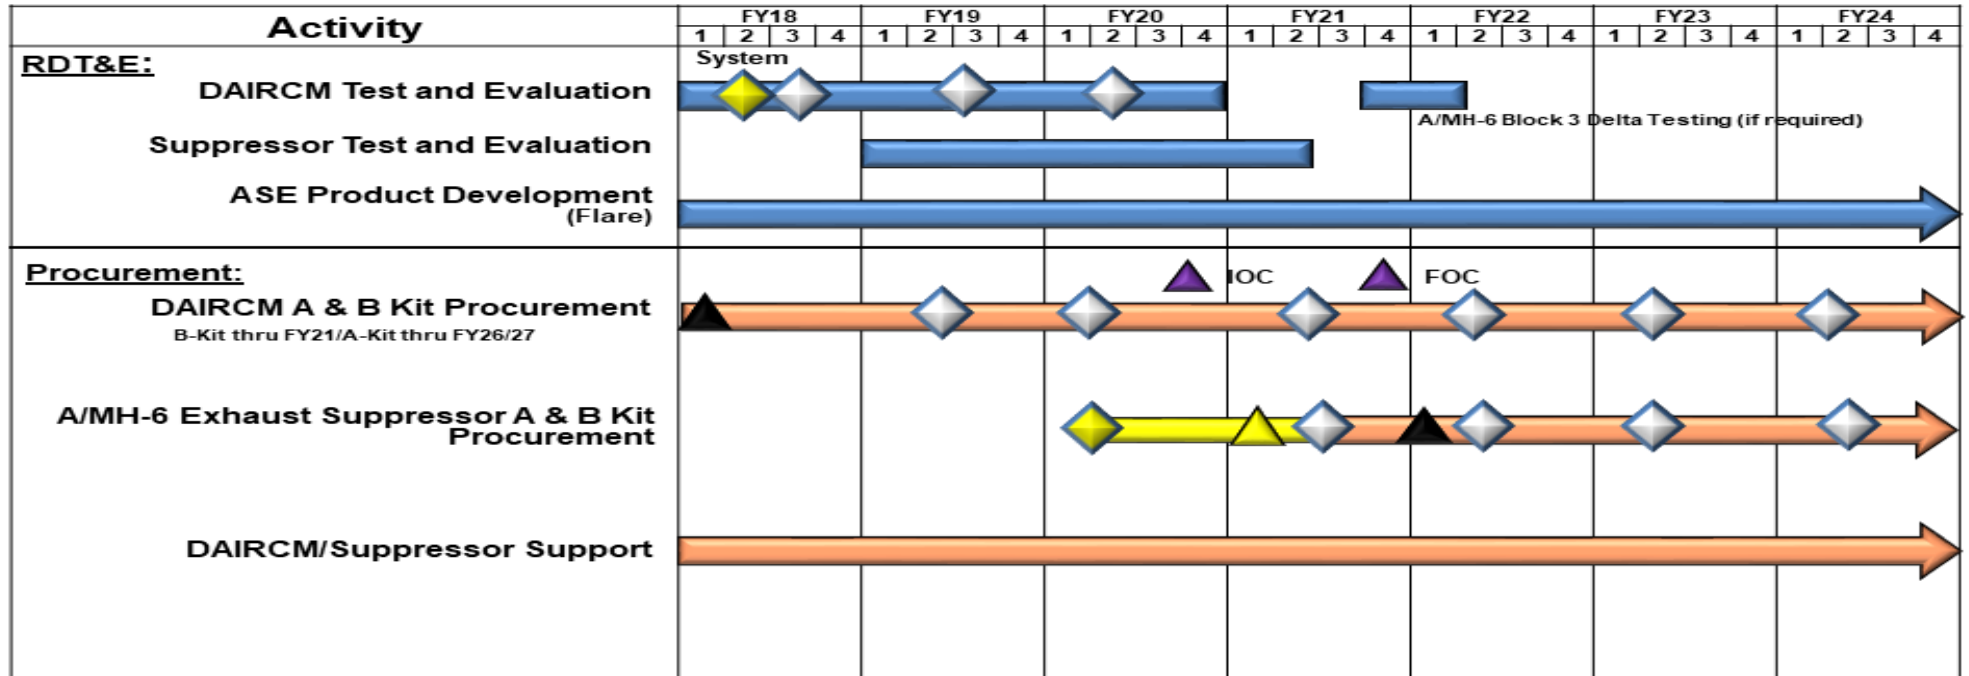 Activity
FY18 FY19 FY20 FY21 FY22 FY23 FY24
1 2 3 4 1 2 3 4 1 2 3 4 1 2 3 4 1 2 3 4 1 2 3 4 1 2 3 4
RDT&E:
System
DAIRCM Test and Evaluation
A/MH-6 Block 3 Delta Testing (if required)
Suppressor Test and Evaluation
ASE Product Development
(Flare)
Procurement:
IOC FOC
DAIRCM A & B Kit Procurement
B-Kit thru FY21/A-Kit thru FY26/27
A/MH-6 Exhaust Suppressor A & B Kit
Procurement
DAIRCM/Suppressor Support